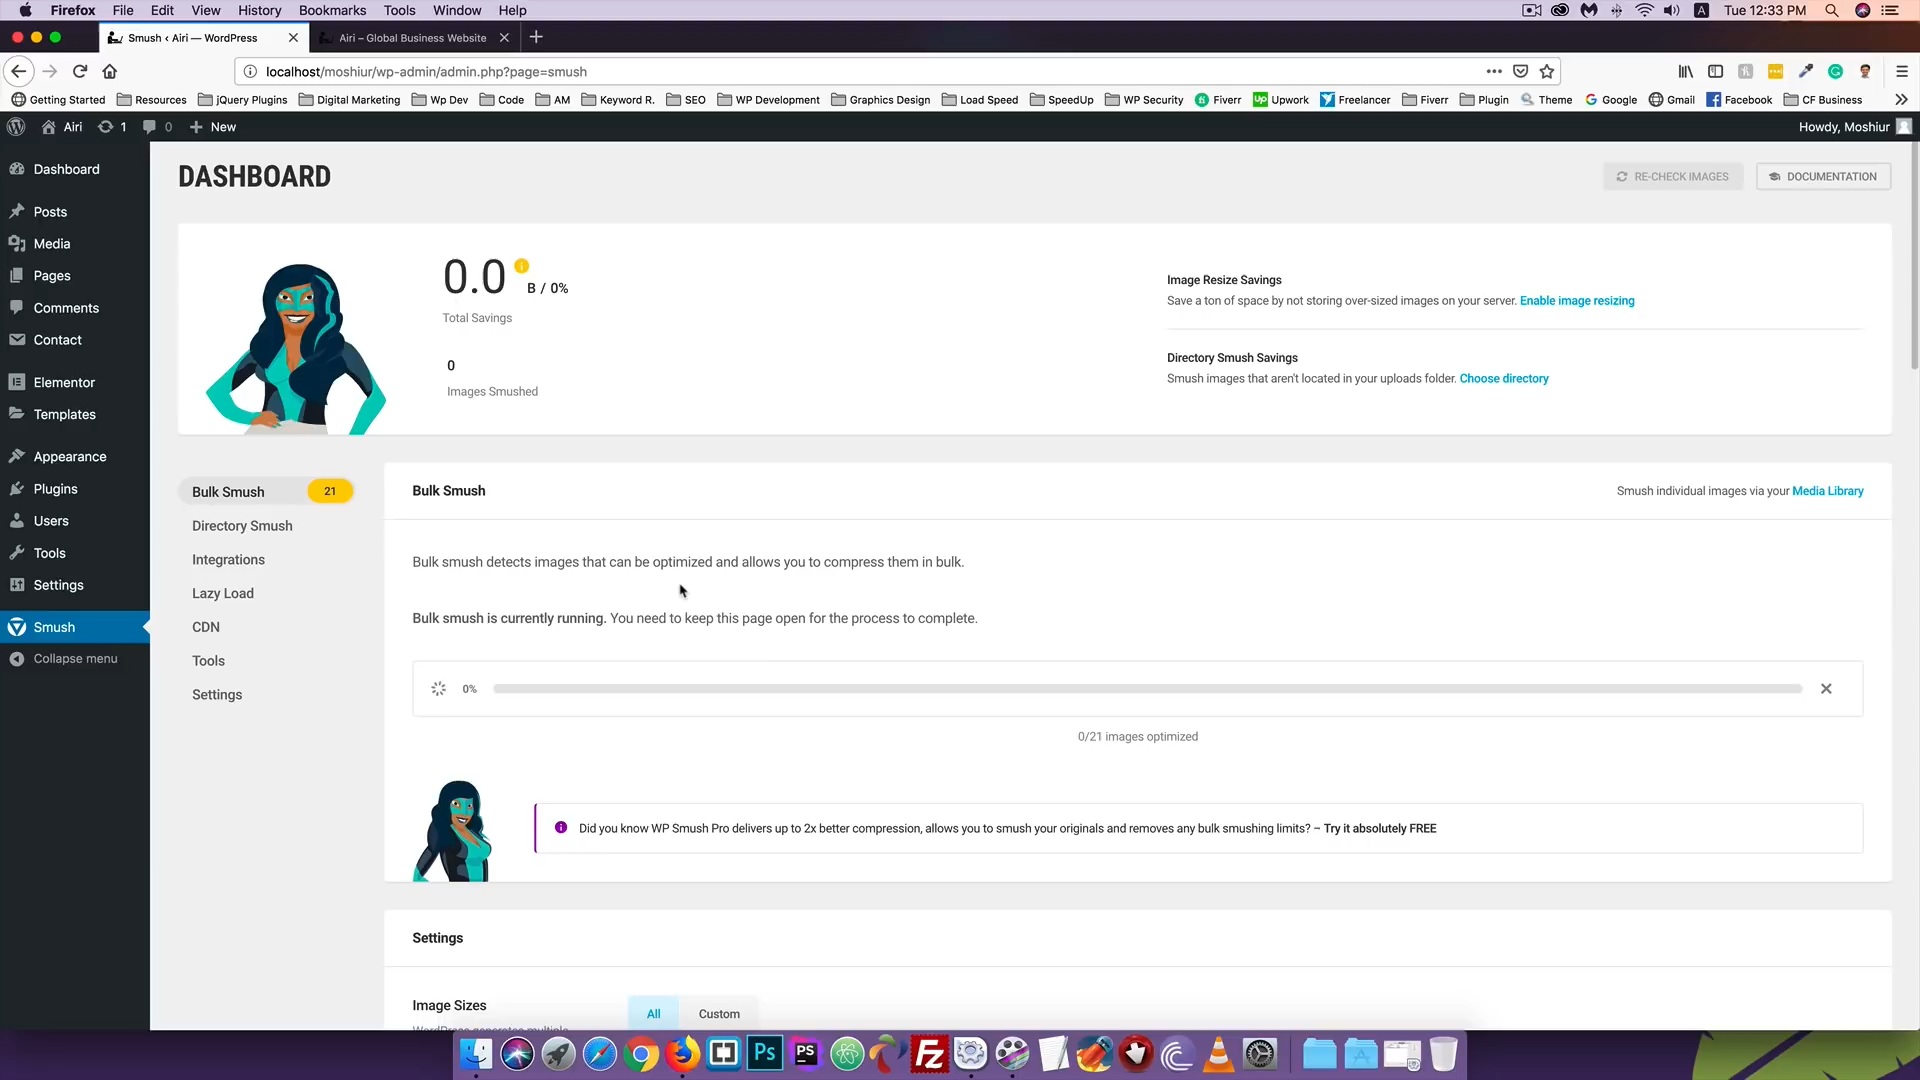 Firefox File Edit View History Bookmarks Tools Window Help
Tue 12:33 PM
Smush ‹ Airi — WordPress
Airi – Global Business Website
localhost/moshiur/wp-admin/admin.php?page=smush
Getting Started Resources jQuery Plugins Digital Marketing Wp Dev Code AM Keyword R. SEO WP Development Graphics Design Load Speed SpeedUp WP Security Fiverr Upwork Freelancer Fiverr Plugin Theme Google Gmail Facebook CF Business
Airi 1 0 New
Howdy, Moshiur
Dashboard
Posts
Media
Pages
Comments
Contact
Elementor
Templates
Appearance
Plugins
Users
Tools
Settings
Smush
Collapse menu
DASHBOARD
RE-CHECK IMAGES
DOCUMENTATION
0.0 B / 0%
Total Savings
0
Images Smushed
Image Resize Savings
Save a ton of space by not storing over-sized images on your server. Enable image resizing
Directory Smush Savings
Smush images that aren't located in your uploads folder. Choose directory
Bulk Smush 21
Directory Smush
Integrations
Lazy Load
CDN
Tools
Settings
Bulk Smush
Smush individual images via your Media Library
Bulk smush detects images that can be optimized and allows you to compress them in bulk.
Bulk smush is currently running. You need to keep this page open for the process to complete.
0%
0/21 images optimized
Did you know WP Smush Pro delivers up to 2x better compression, allows you to smush your originals and removes any bulk smushing limits? – Try it absolutely FREE
Settings
Image Sizes
All
Custom
WordPress generates multiple
Ps
PS
FZ